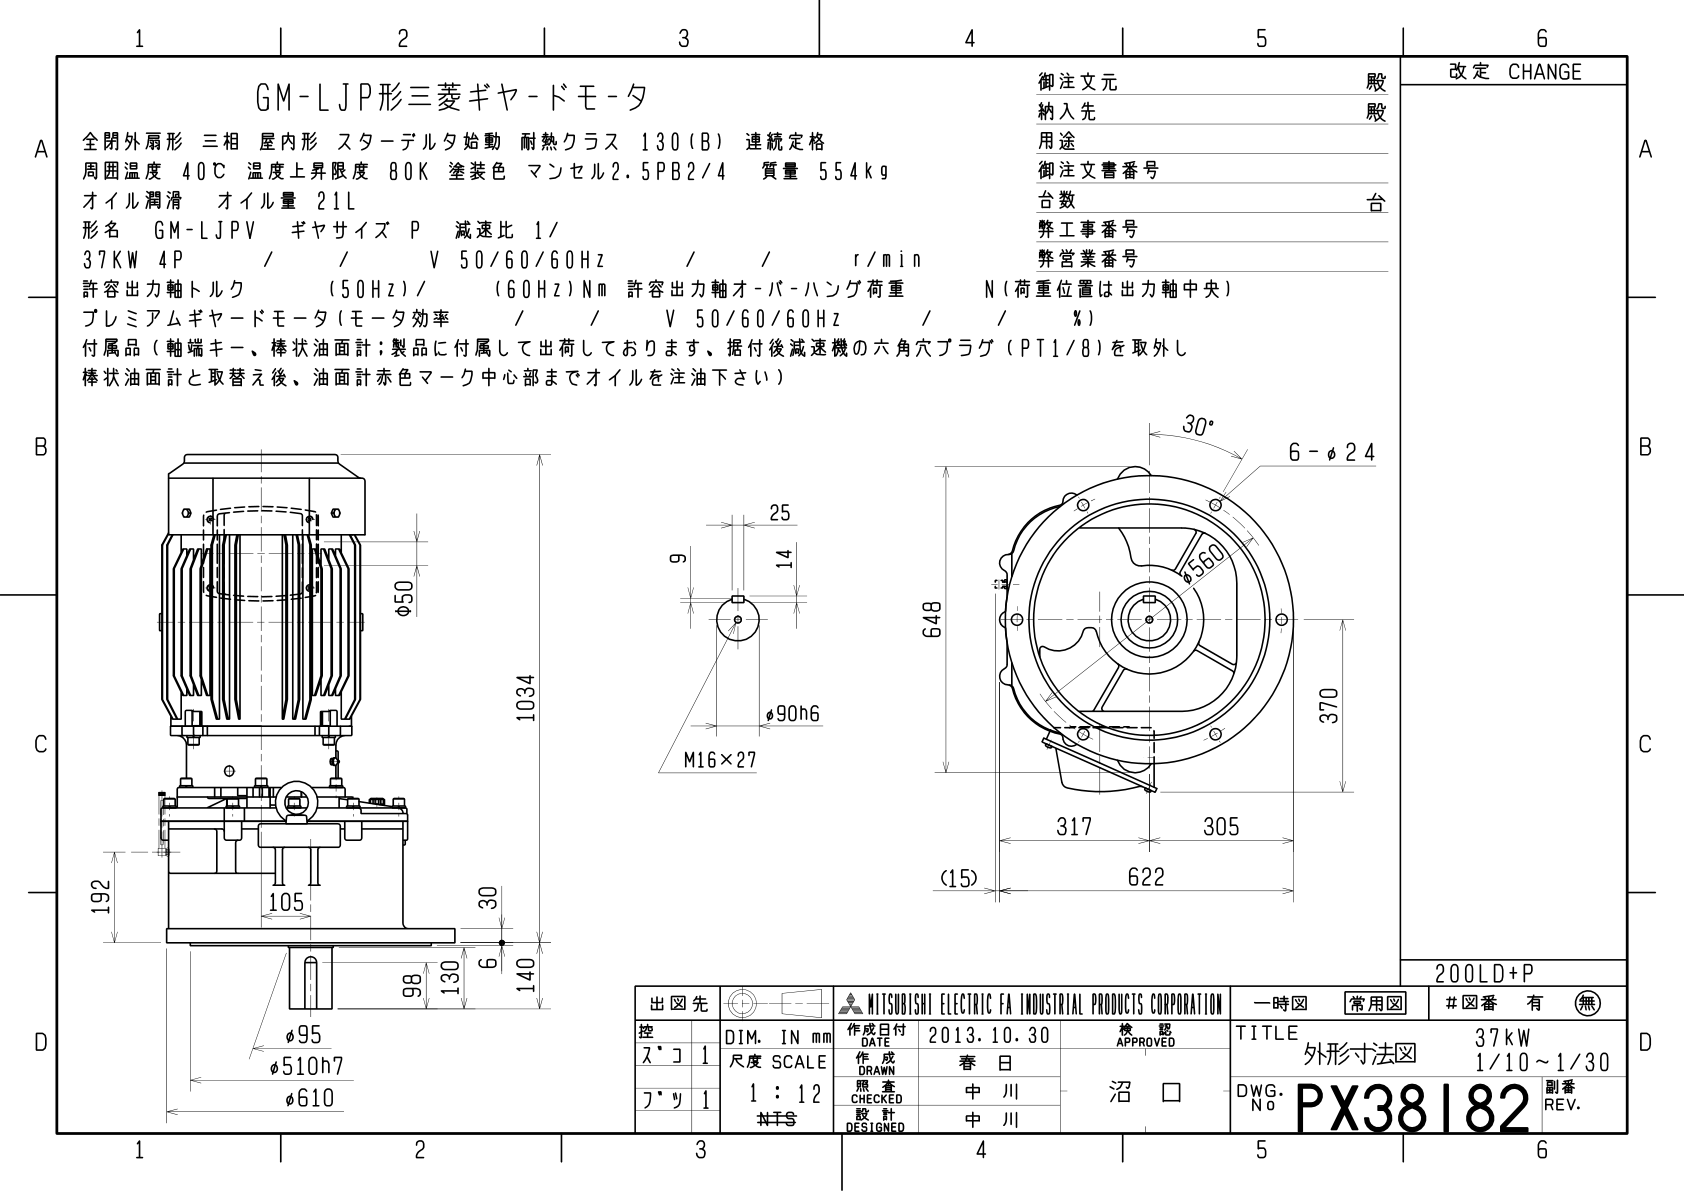 1 2 3 4 5 6
改定 CHANGE
GM-LJP形三菱ギヤ-ドモ-タ
全閉外扇形 三相 屋内形 スターデルタ始動 耐熱クラス 130(B) 連続定格
周囲温度 40℃ 温度上昇限度 80K 塗装色 マンセル2.5PB2/4 質量 554kg
オイル潤滑 オイル量 21L
形名 GM-LJPV ギヤサイズ P 減速比 1/
37KW 4P / / V 50/60/60Hz / / r/min
許容出力軸トルク (50Hz)/ (60Hz)Nm 許容出力軸オ-バ-ハング荷重 N(荷重位置は出力軸中央)
プレミアムギヤードモータ(モータ効率 / / V 50/60/60Hz / / %)
付属品(軸端キー、棒状油面計;製品に付属して出荷しております、据付後減速機の六角穴プラグ(PT1/8)を取外し
棒状油面計と取替え後、油面計赤色マーク中心部までオイルを注油下さい)
御注文元 殿
納入先 殿
用途
御注文書番号
台数 台
弊工事番号
弊営業番号
A A
B B
C C
D D
φ50
1034
192
105
30
6
140
130
98
φ95
φ510h7
φ610
25
9
14
φ90h6
M16×27
30°
6-φ24
φ560
648
370
317
305
(15)
622
200LD+P
出図先
MITSUBISHI ELECTRIC FA INDUSTRIAL PRODUCTS CORPORATION
一時図 常用図
#図番 有 無
控
ズコ 1
ブツ 1
DIM. IN mm
尺度 SCALE
1 : 12
NTS
作成日付
DATE
2013.10.30
作成
DRAWN
春日
照査
CHECKED
中川
設計
DESIGNED
中川
検認
APPROVED
沼口
TITLE
外形寸法図
37kW
1/10~1/30
DWG.
No
PX38182
副番
REV.
1 2 3 4 5 6